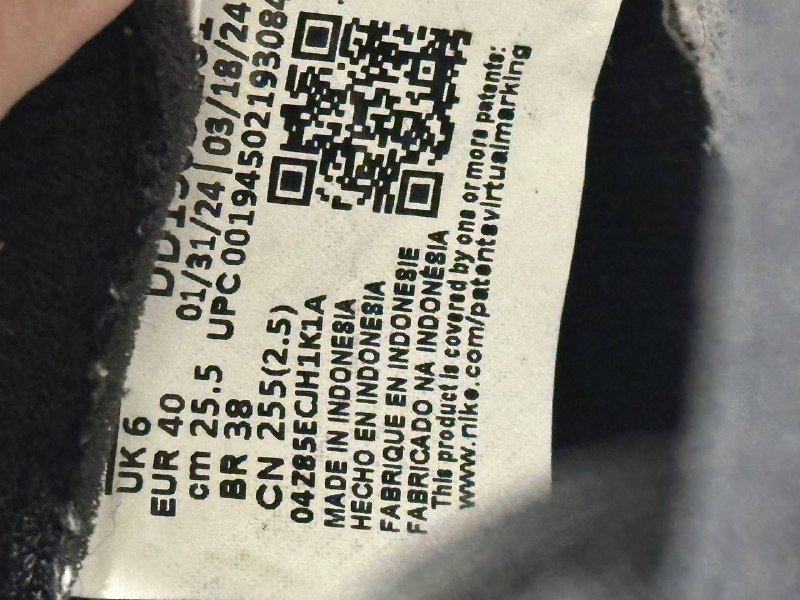 UK 6
EUR 40
cm 25.5
BR 38
CN 255(2.5)
01/31/24 | 03/18/24
UPC 00194502193084
04Z85ECJH1K1A
MADE IN INDONESIA
HECHO EN INDONESIA
FABRIQUE EN INDONESIE
FABRICADO NA INDONÉSIA
This product is covered by one or more patents:
www.nike.com/patentsvirtualmarking